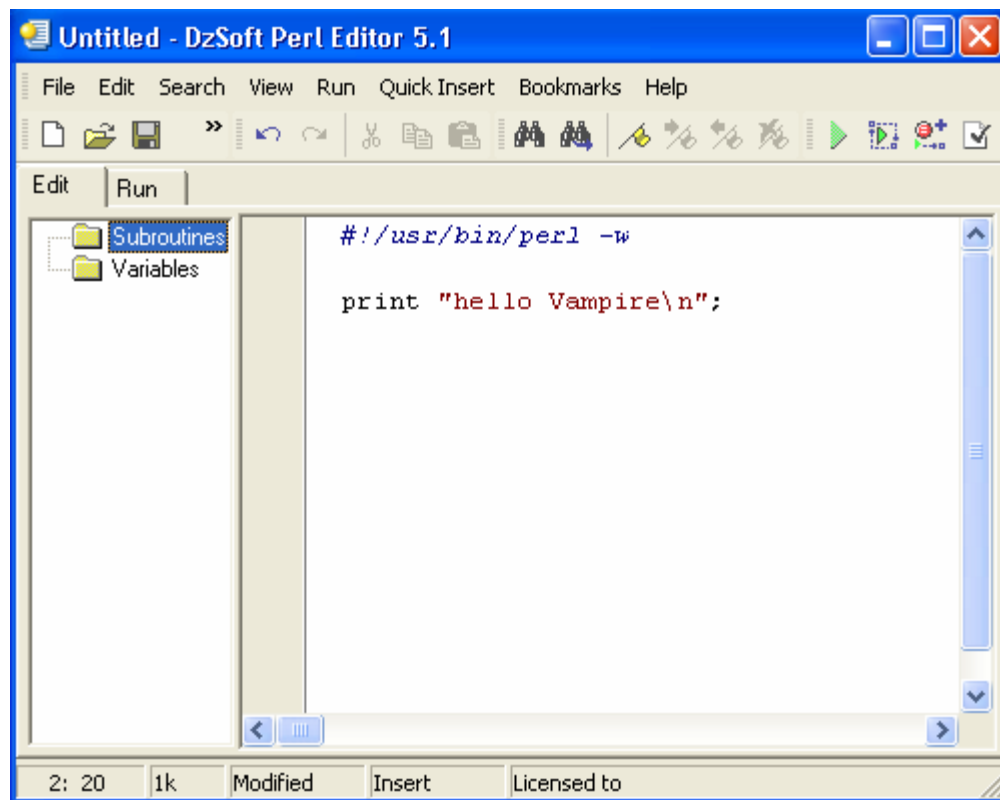 Untitled - DzSoft Perl Editor 5.1
File Edit Search View Run Quick Insert Bookmarks Help
Edit Run
Subroutines
Variables
#!/usr/bin/perl -w
print "hello Vampire\n";
2: 20 1k Modified Insert Licensed to